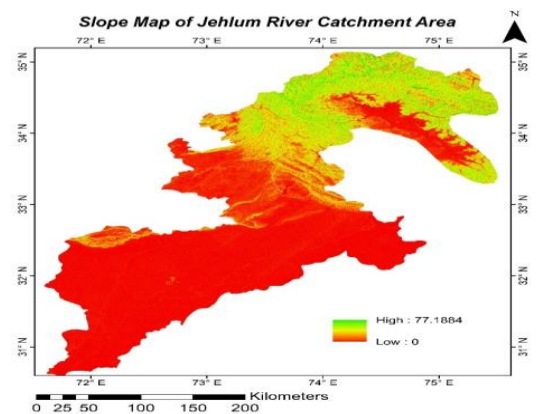 Slope Map of Jehlum River Catchment Area
N
72° E 73° E 74° E 75° E
35° N
34° N
33° N
32° N
31° N
35° N
34° N
33° N
32° N
31° N
High : 77.1884
Low : 0
72° E 73° E 74° E 75° E
Kilometers
0 25 50 100 150 200